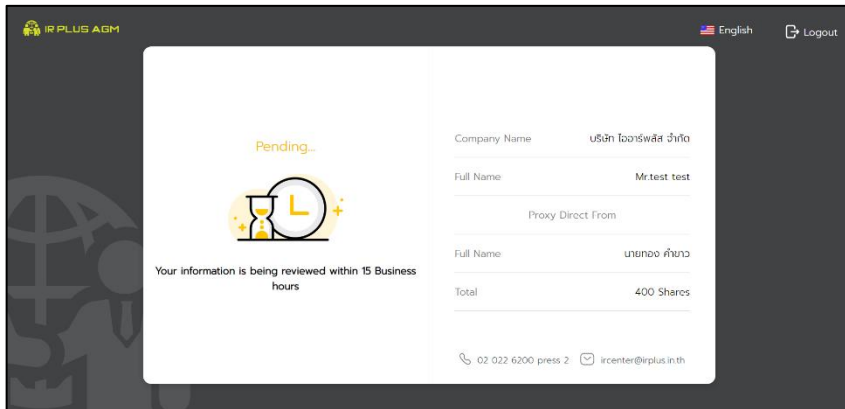 IR PLUS AGM
English
Logout
Pending...
Your information is being reviewed within 15 Business
hours
Company Name บริษัท ไออาร์พลัส จำกัด
Full Name Mr.test test
Proxy Direct From
Full Name นายทอง คำขาว
Total 400 Shares
02 022 6200 press 2 ircenter@irplus.in.th